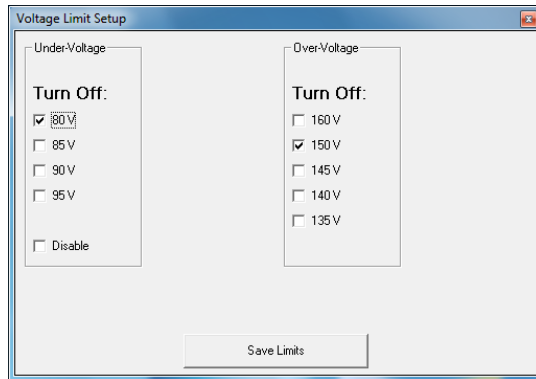 Voltage Limit Setup
Under-Voltage
Turn Off:
80 V
85 V
90 V
95 V
Disable
Over-Voltage
Turn Off:
160 V
150 V
145 V
140 V
135 V
Save Limits